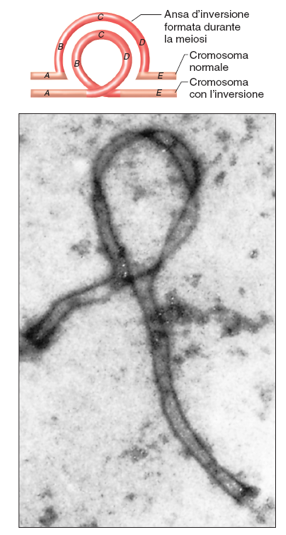 Ansa d'inversione
formata durante
la meiosi
Cromosoma
normale
Cromosoma
con l'inversione
C
B C D
B D
A E
A E